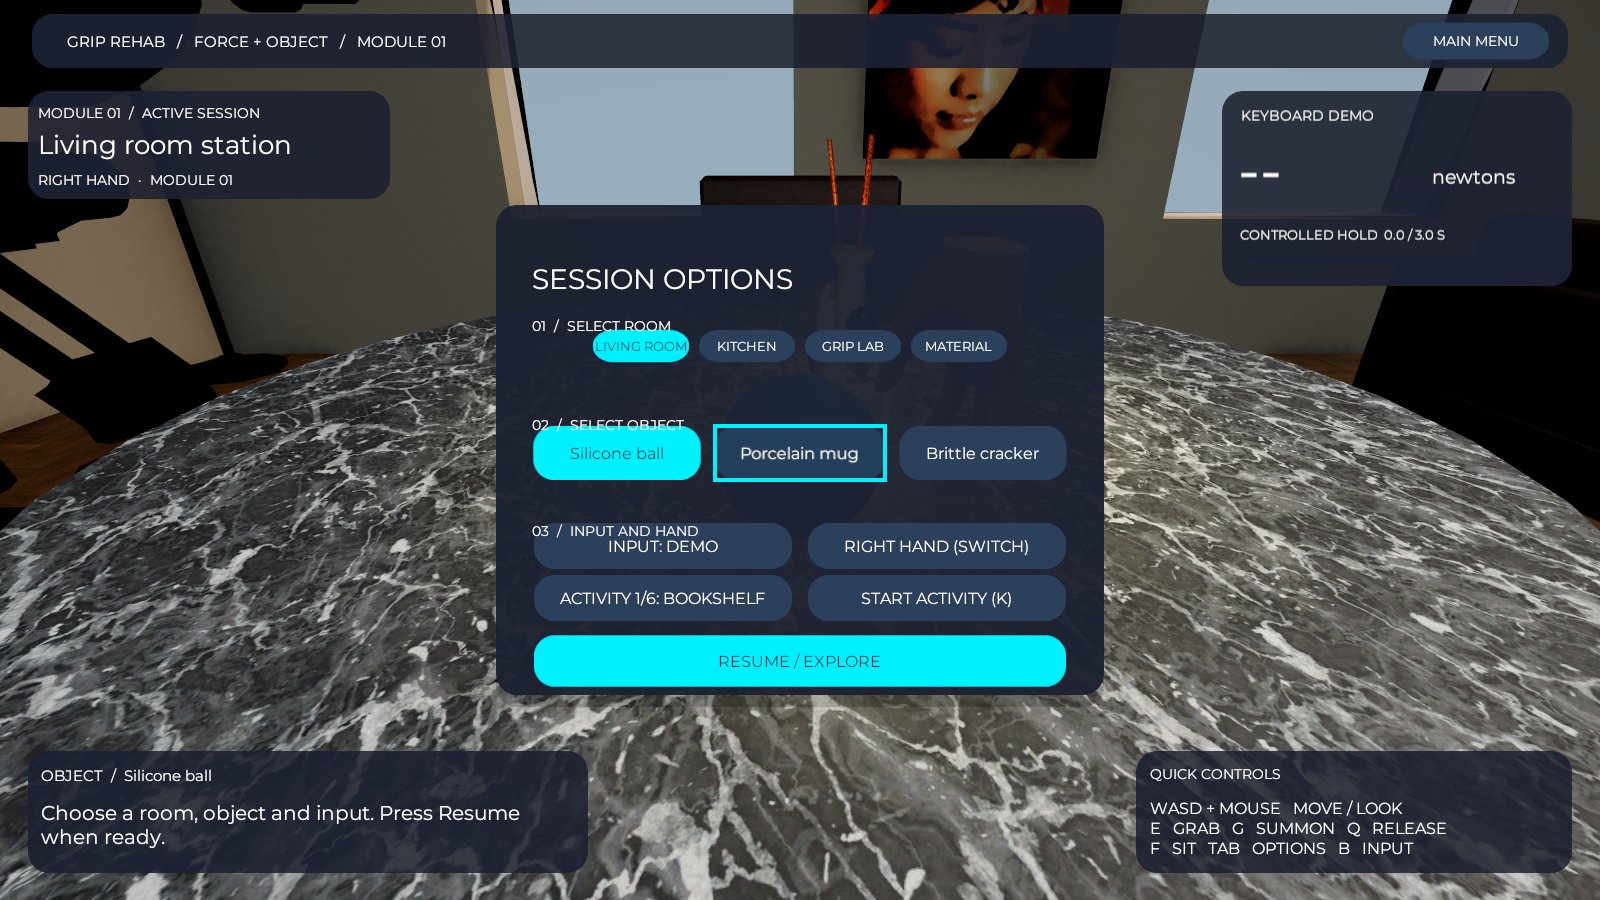 GRIP REHAB / FORCE + OBJECT / MODULE 01
MAIN MENU
MODULE 01 / ACTIVE SESSION
Living room station
RIGHT HAND · MODULE 01
KEYBOARD DEMO
-- newtons
CONTROLLED HOLD 0.0 / 3.0 S
SESSION OPTIONS
01 / SELECT ROOM
LIVING ROOM
KITCHEN
GRIP LAB
MATERIAL
02 / SELECT OBJECT
Silicone ball
Porcelain mug
Brittle cracker
03 / INPUT AND HAND
INPUT: DEMO
RIGHT HAND (SWITCH)
ACTIVITY 1/6: BOOKSHELF
START ACTIVITY (K)
RESUME / EXPLORE
OBJECT / Silicone ball
Choose a room, object and input. Press Resume
when ready.
QUICK CONTROLS
WASD + MOUSE MOVE / LOOK
E GRAB G SUMMON Q RELEASE
F SIT TAB OPTIONS B INPUT